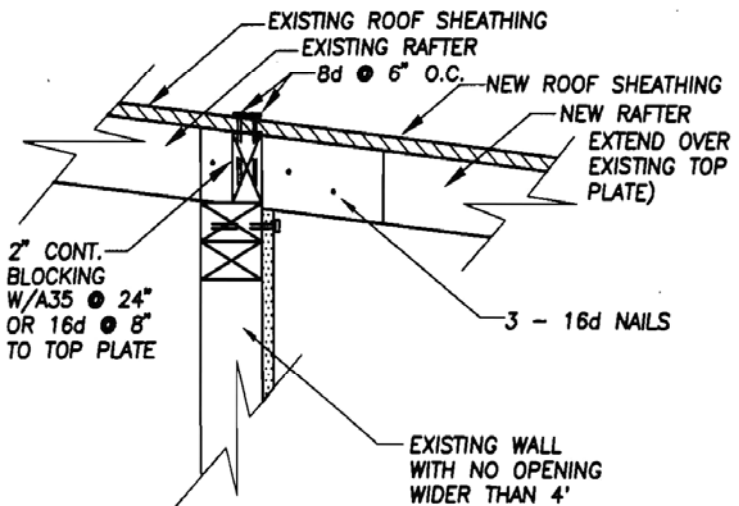 EXISTING ROOF SHEATHING
EXISTING RAFTER
8d @ 6" O.C.
NEW ROOF SHEATHING
NEW RAFTER
EXTEND OVER
EXISTING TOP
PLATE)
2" CONT.
BLOCKING
W/A35 @ 24"
OR 16d @ 8"
TO TOP PLATE
3 - 16d NAILS
EXISTING WALL
WITH NO OPENING
WIDER THAN 4'